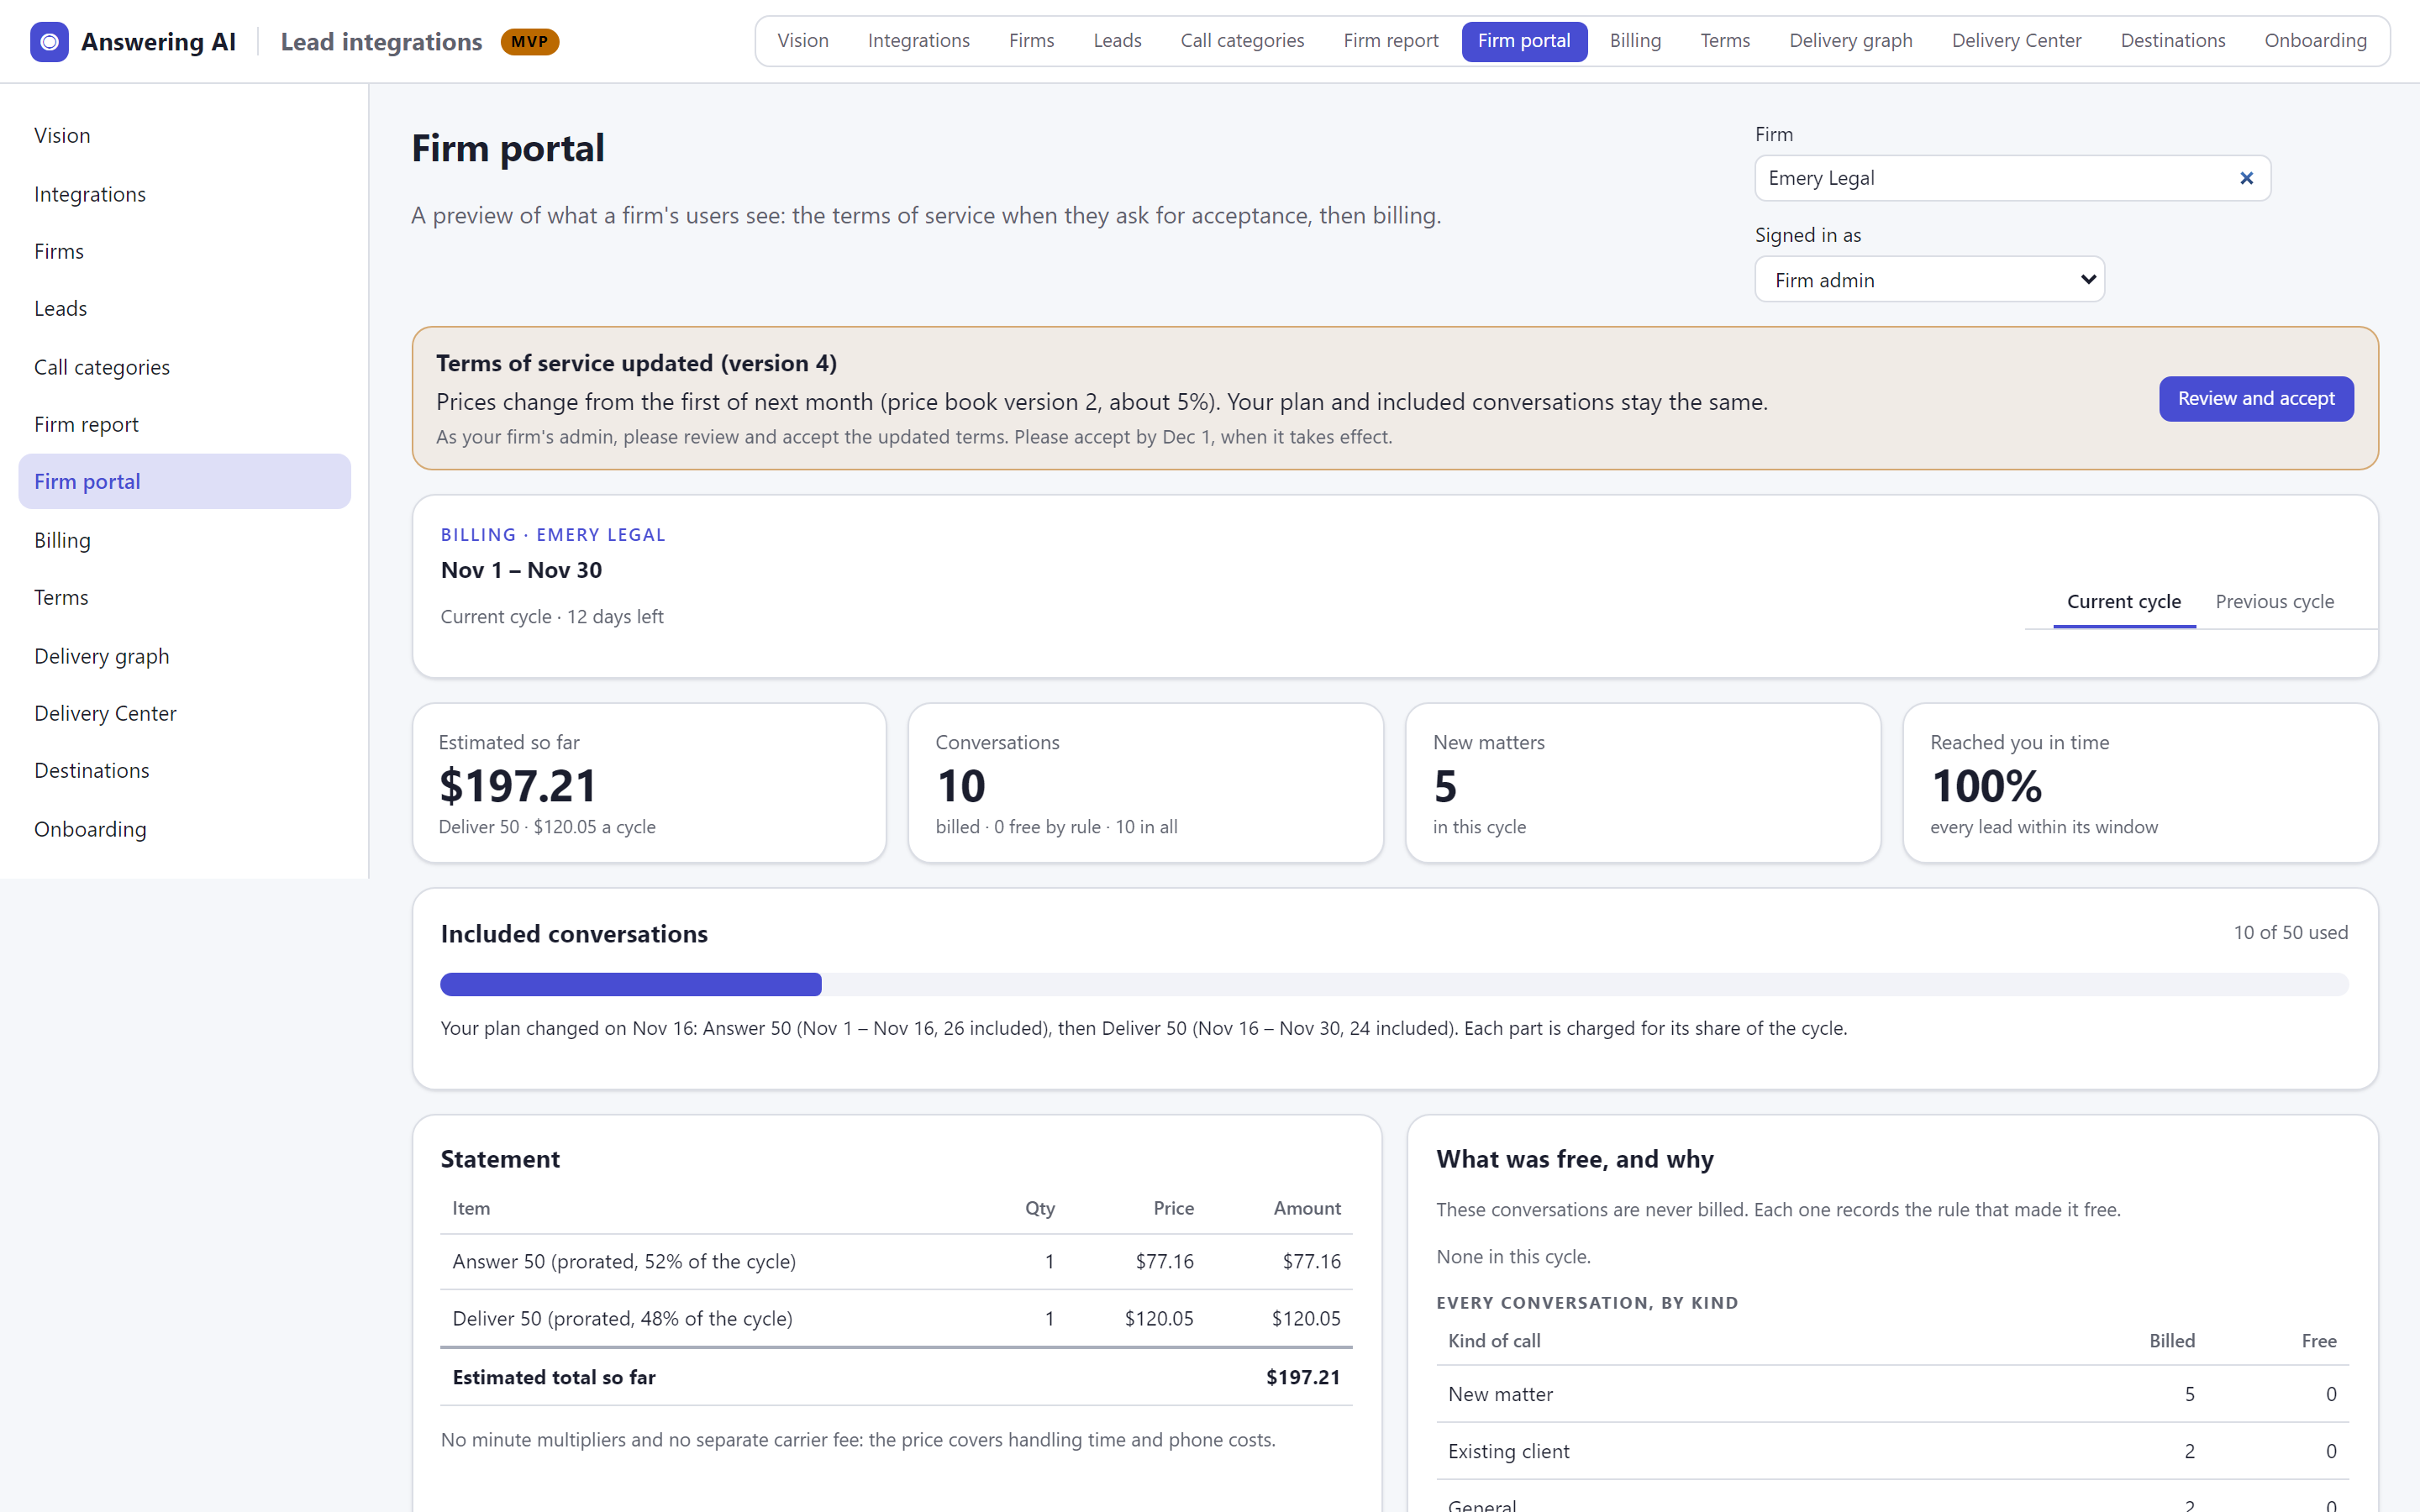 Answering AI
Lead integrations
MVP
Vision
Integrations
Firms
Leads
Call categories
Firm report
Firm portal
Billing
Terms
Delivery graph
Delivery Center
Destinations
Onboarding
Vision
Integrations
Firms
Leads
Call categories
Firm report
Firm portal
Billing
Terms
Delivery graph
Delivery Center
Destinations
Onboarding
Firm portal
A preview of what a firm's users see: the terms of service when they ask for acceptance, then billing.
Firm
Emery Legal
Signed in as
Firm admin
Terms of service updated (version 4)
Prices change from the first of next month (price book version 2, about 5%). Your plan and included conversations stay the same.
As your firm's admin, please review and accept the updated terms. Please accept by Dec 1, when it takes effect.
Review and accept
BILLING · EMERY LEGAL
Nov 1 – Nov 30
Current cycle · 12 days left
Current cycle
Previous cycle
Estimated so far
$197.21
Deliver 50 · $120.05 a cycle
Conversations
10
billed · 0 free by rule · 10 in all
New matters
5
in this cycle
Reached you in time
100%
every lead within its window
Included conversations
10 of 50 used
Your plan changed on Nov 16: Answer 50 (Nov 1 – Nov 16, 26 included), then Deliver 50 (Nov 16 – Nov 30, 24 included). Each part is charged for its share of the cycle.
Statement
Item Qty Price Amount
Answer 50 (prorated, 52% of the cycle) 1 $77.16 $77.16
Deliver 50 (prorated, 48% of the cycle) 1 $120.05 $120.05
Estimated total so far $197.21
No minute multipliers and no separate carrier fee: the price covers handling time and phone costs.
What was free, and why
These conversations are never billed. Each one records the rule that made it free.
None in this cycle.
EVERY CONVERSATION, BY KIND
Kind of call Billed Free
New matter 5 0
Existing client 2 0
General 2 0